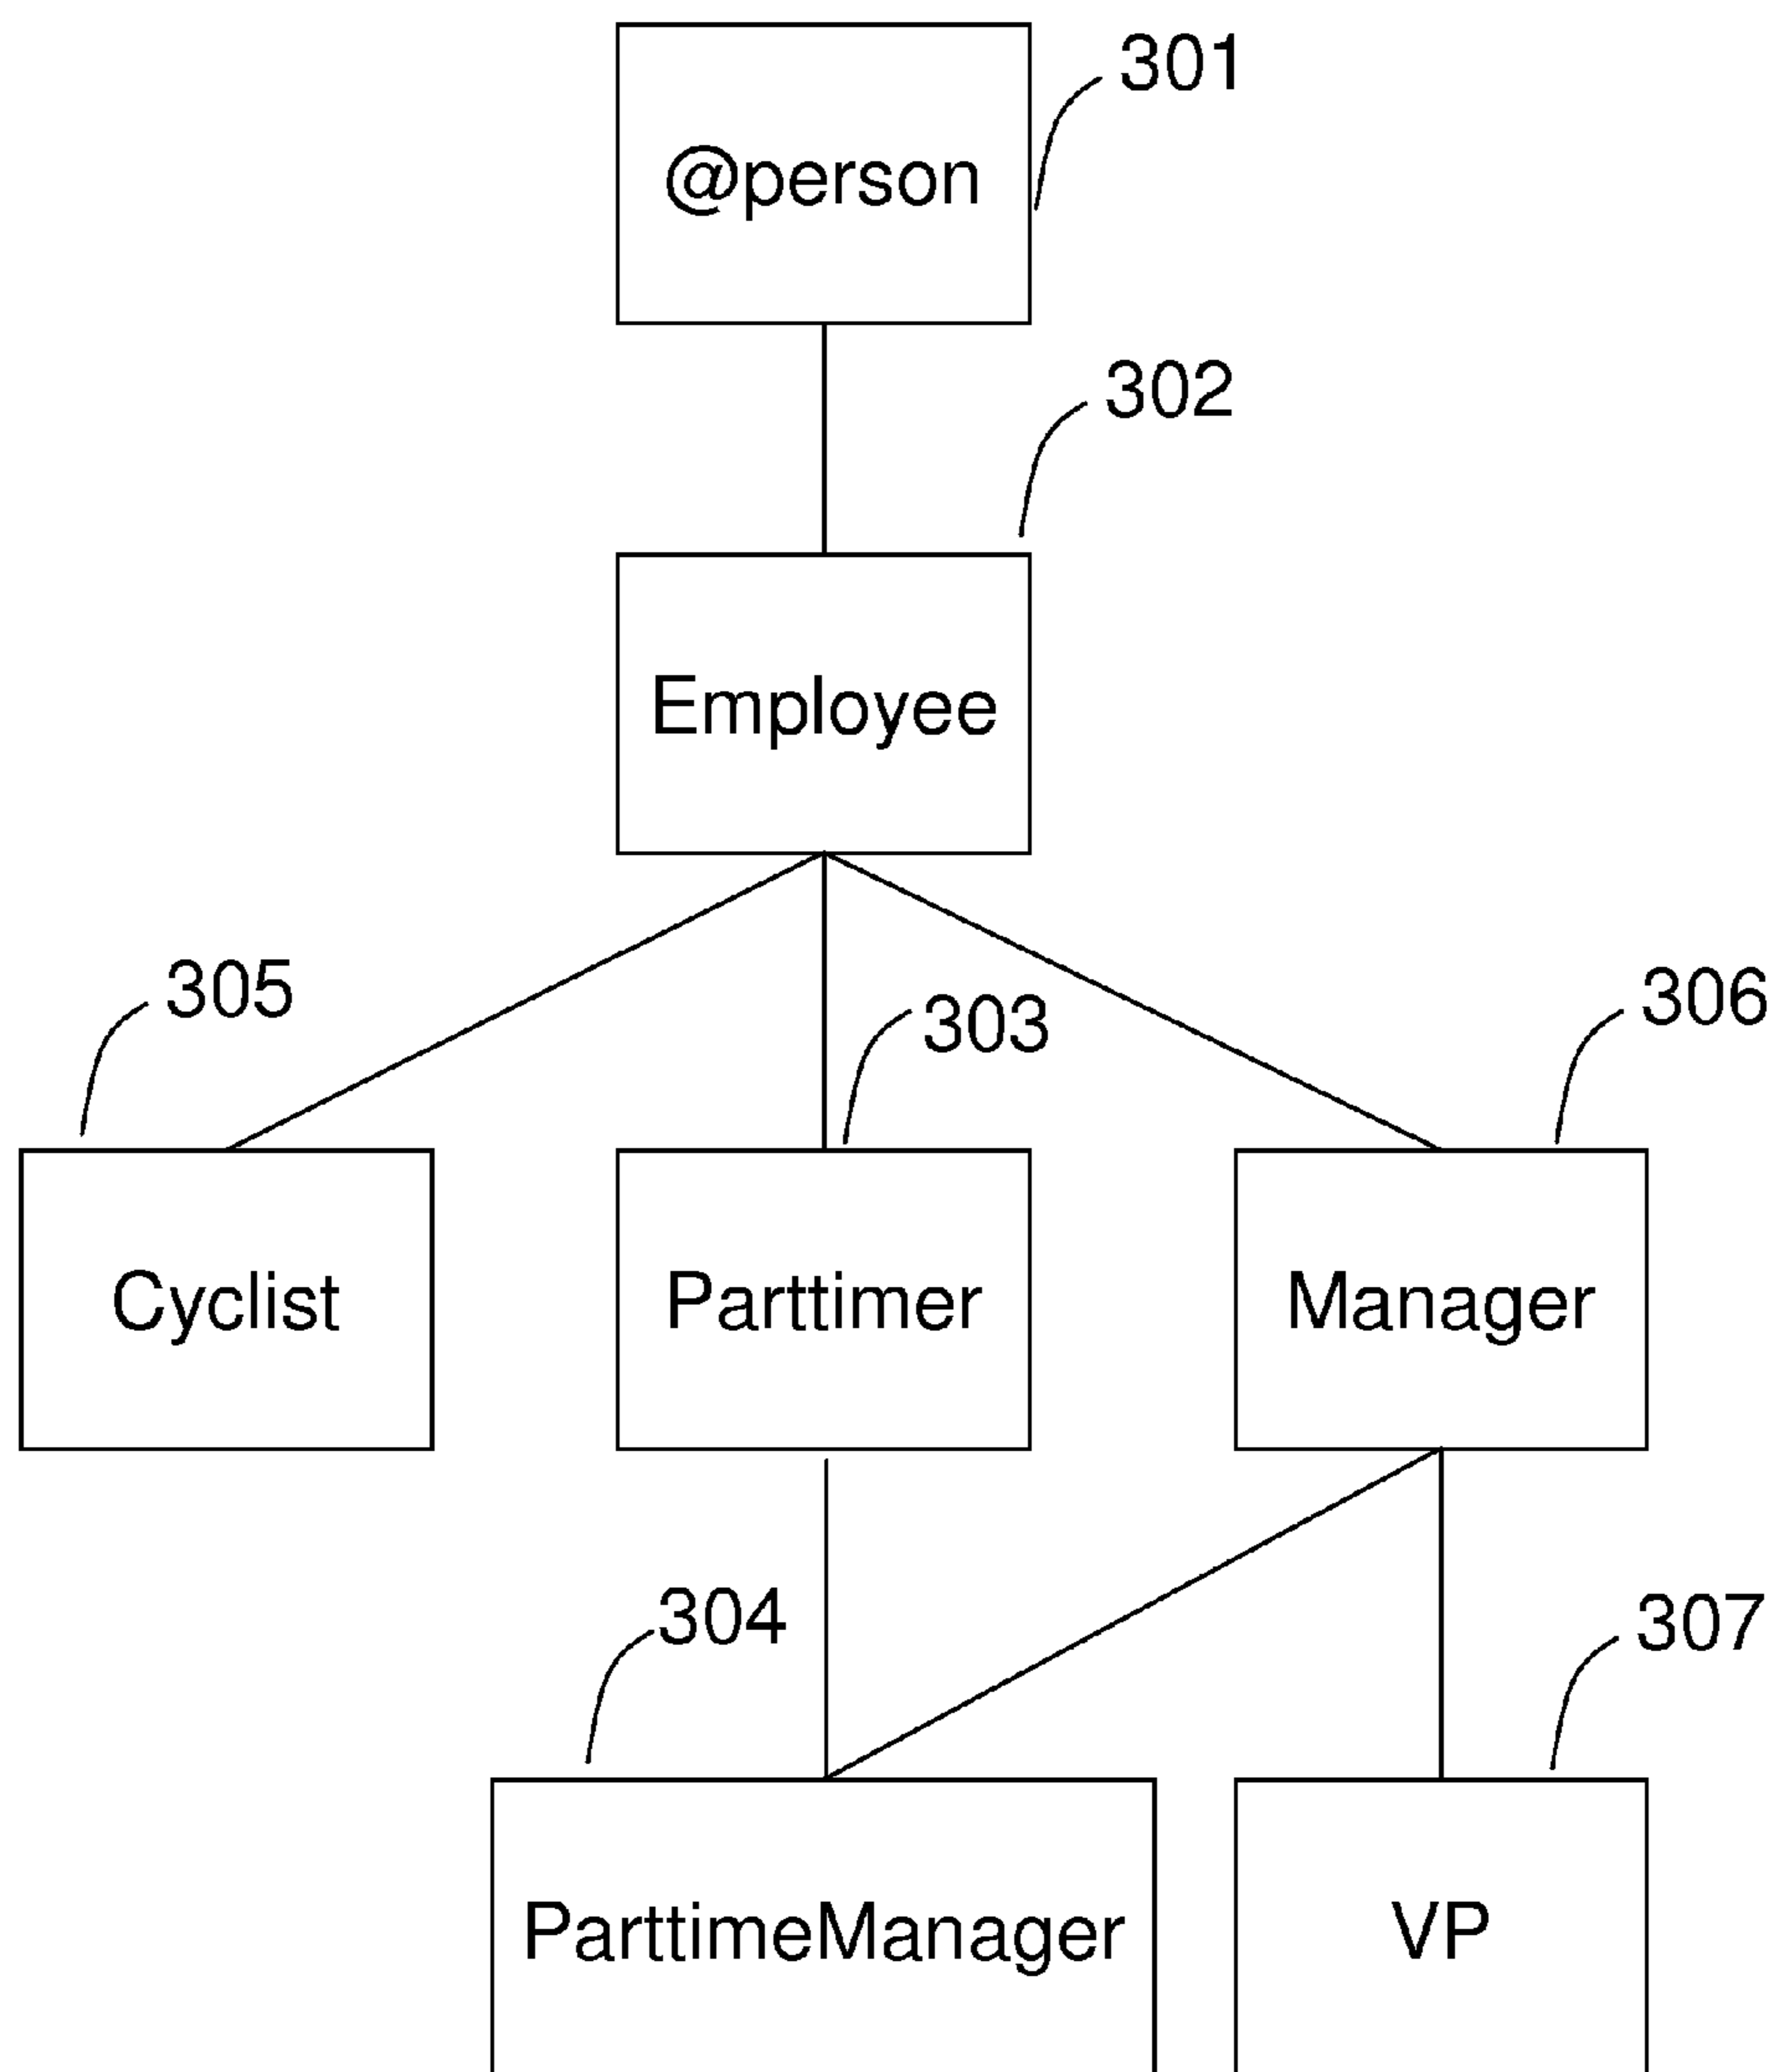 301
@person
302
Employee
305
303
306
Cyclist
Parttimer
Manager
304
307
ParttimeManager
VP